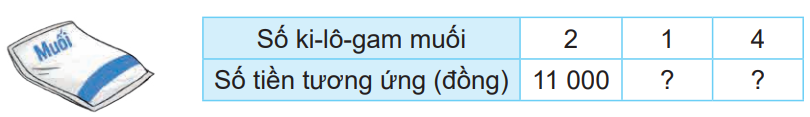 Muối
Số ki-lô-gam muối 2 1 4
Số tiền tương ứng (đồng) 11 000 ? ?